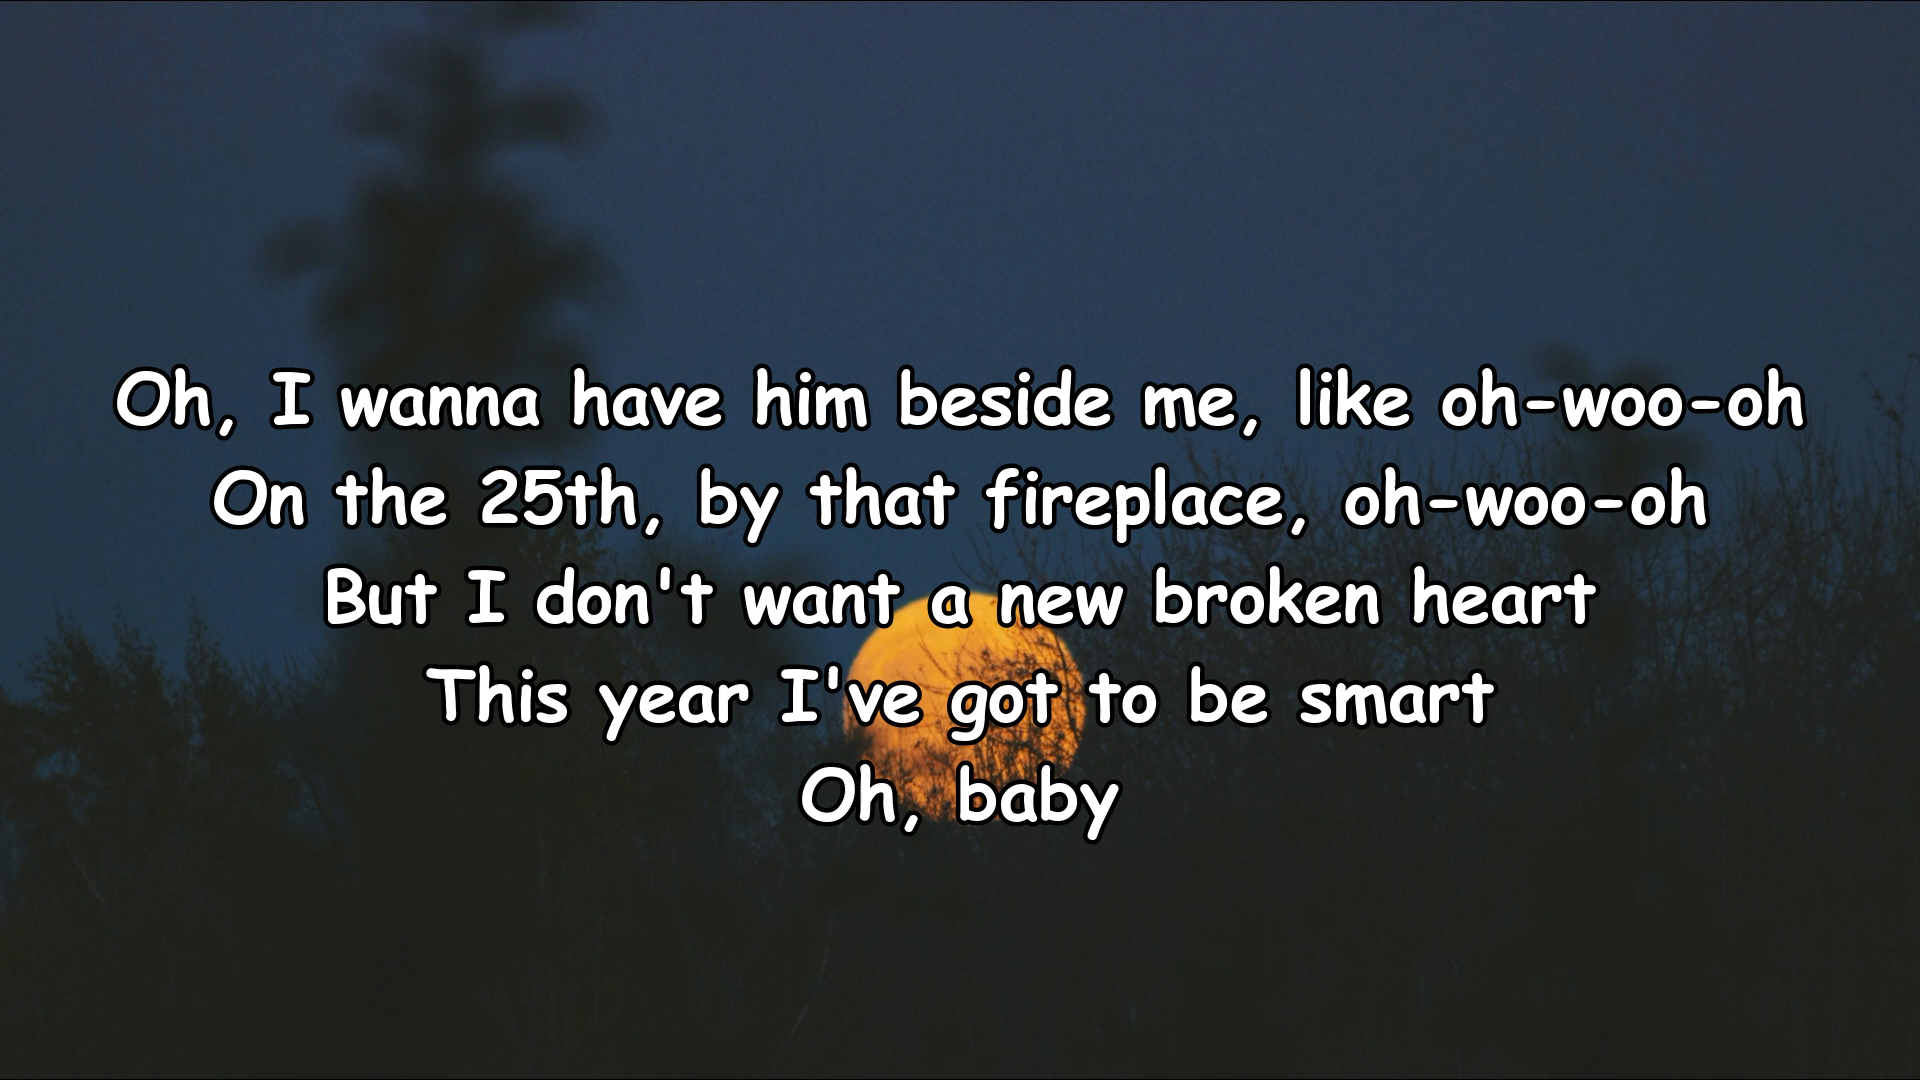 Oh, I wanna have him beside me, like oh-woo-oh
On the 25th, by that fireplace, oh-woo-oh
But I don't want a new broken heart
This year I've got to be smart
Oh, baby